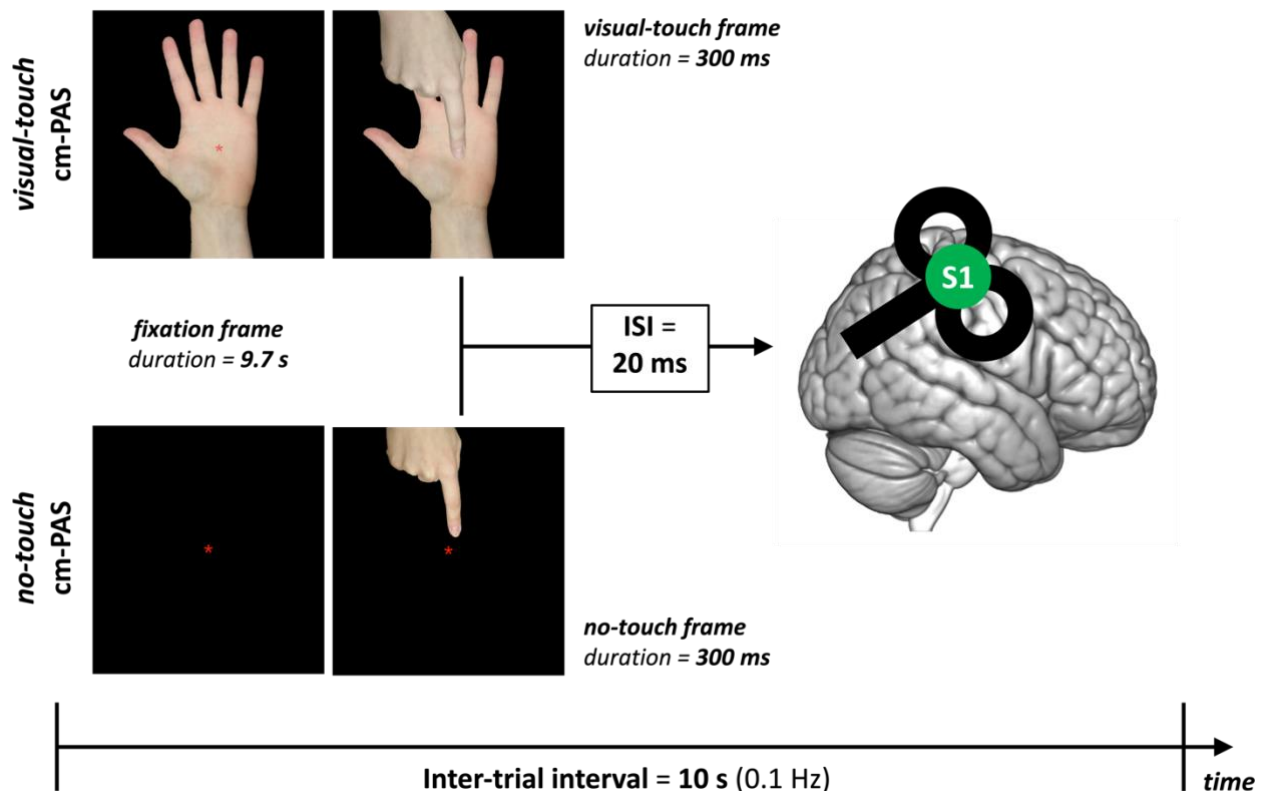 visual-touch
cm-PAS
*
visual-touch frame
duration = 300 ms
fixation frame
duration = 9.7 s
ISI =
20 ms
S1
no-touch
cm-PAS
*
*
no-touch frame
duration = 300 ms
Inter-trial interval = 10 s (0.1 Hz)
time